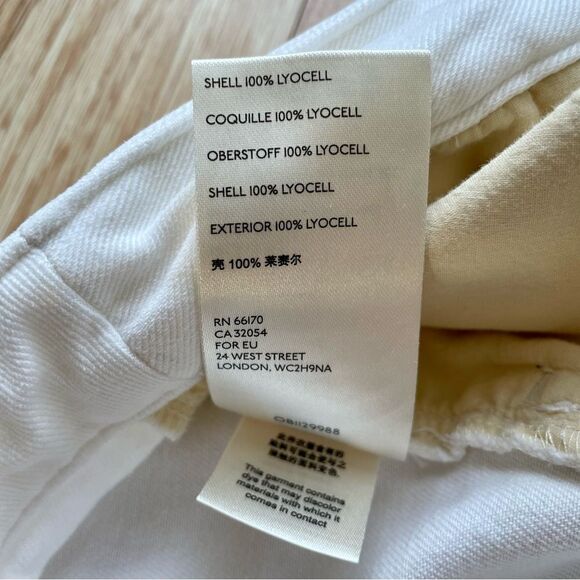 SHELL 100% LYOCELL
COQUILLE 100% LYOCELL
OBERSTOFF 100% LYOCELL
SHELL 100% LYOCELL
EXTERIOR 100% LYOCELL
壳 100% 莱赛尔
RN 66170
CA 32054
FOR EU
24 WEST STREET
LONDON, WC2H9NA
OB1129988
This garment contains
dye that may discolor
materials with which it
comes in contact